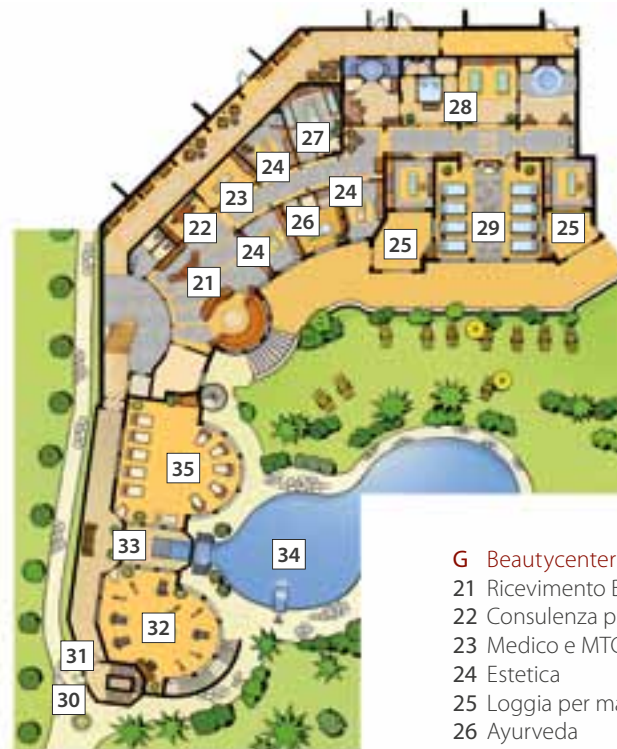 28
27
24
23
24
22
26
24
25
29
25
21
35
33
34
32
31
30
G Beautycenter
21 Ricevimento
22 Consulenza
23 Medico e
24 Estetica
25 Loggia per
26 Ayurveda